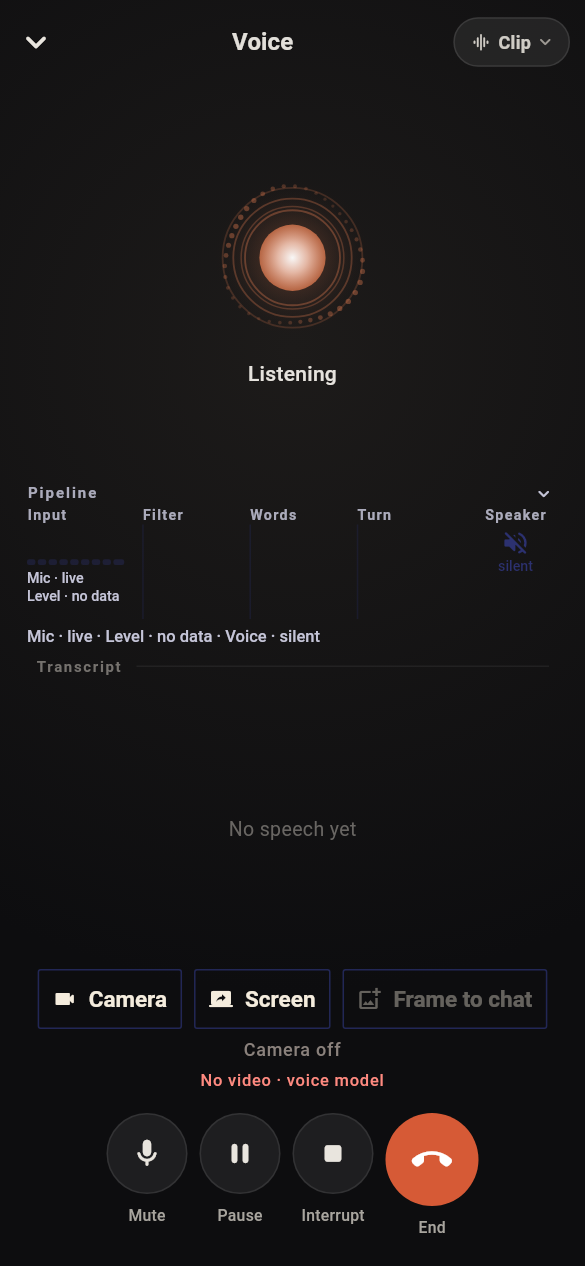 Voice
Clip
Listening
Pipeline
Input Filter Words Turn Speaker
silent
Mic · live
Level · no data
Mic · live · Level · no data · Voice · silent
Transcript
No speech yet
Camera Screen Frame to chat
Camera off
No video · voice model
Mute Pause Interrupt End